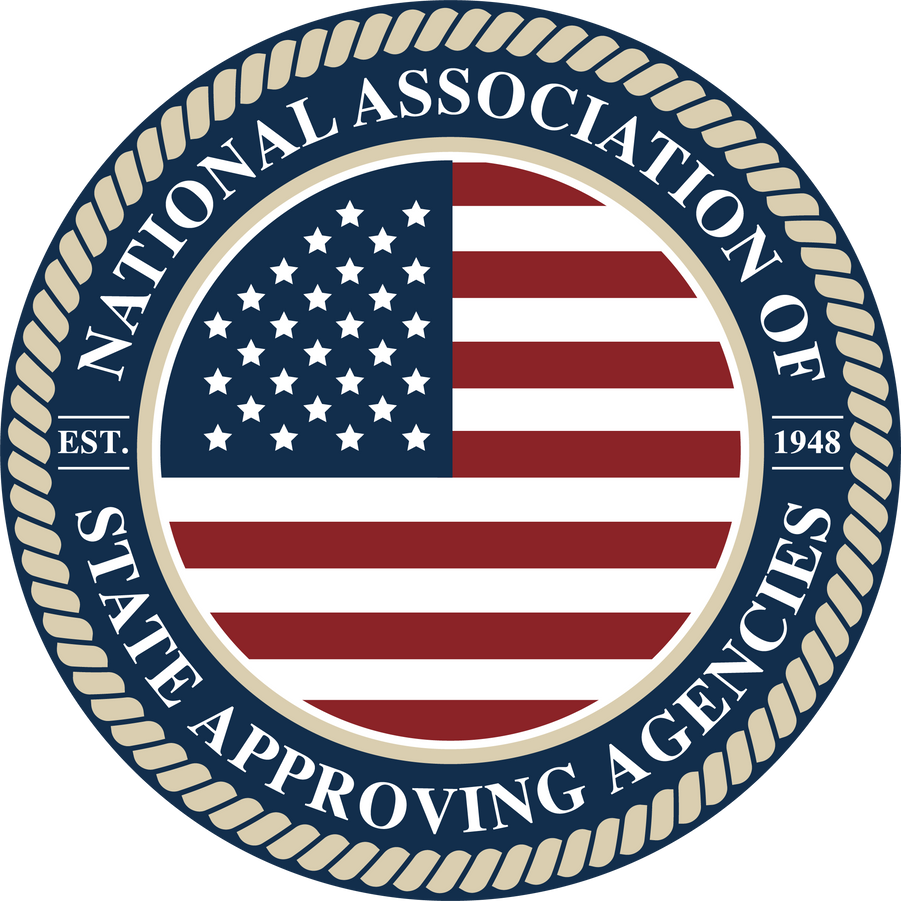 NATIONAL ASSOCIATION OF
EST.
1948
STATE APPROVING AGENCIES